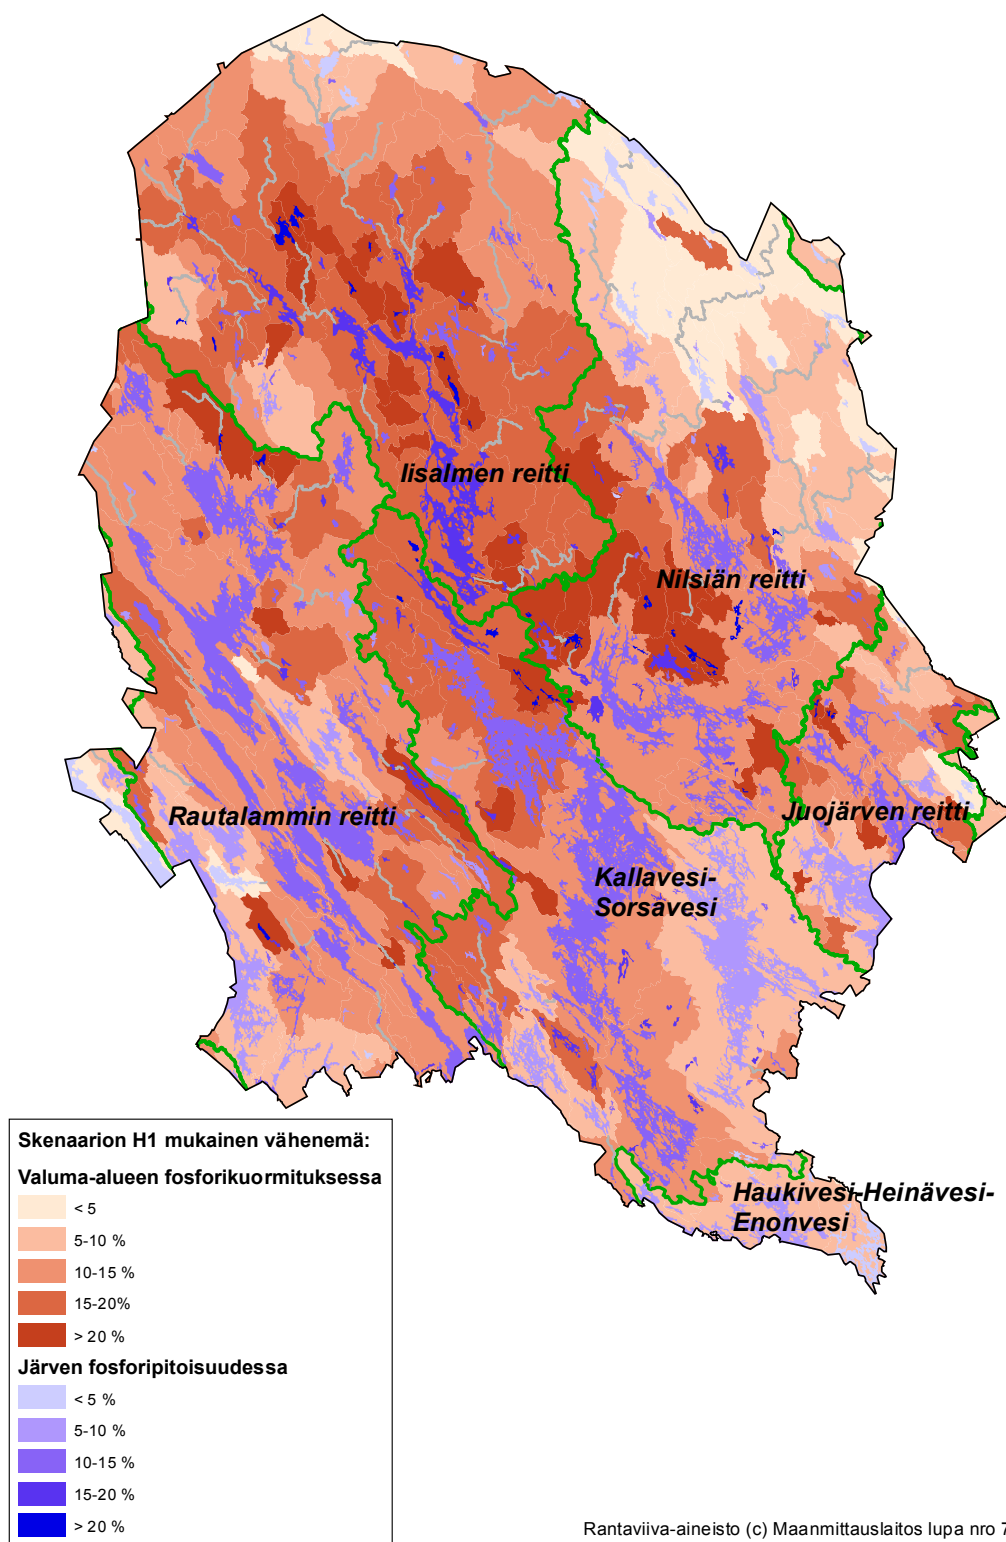 Iisalmen reitti
Nilsiän reitti
Rautalammin reitti
Juojärven reitti
Kallavesi-
Sorsavesi
Haukivesi-Heinävesi-
Enonvesi
Skenaarion H1 mukainen vähenemä:
Valuma-alueen fosforikuormituksessa
< 5
5-10 %
10-15 %
15-20%
> 20 %
Järven fosforipitoisuudessa
< 5 %
5-10 %
10-15 %
15-20 %
> 20 %
Rantaviiva-aineisto (c) Maanmittauslaitos lupa nro 7